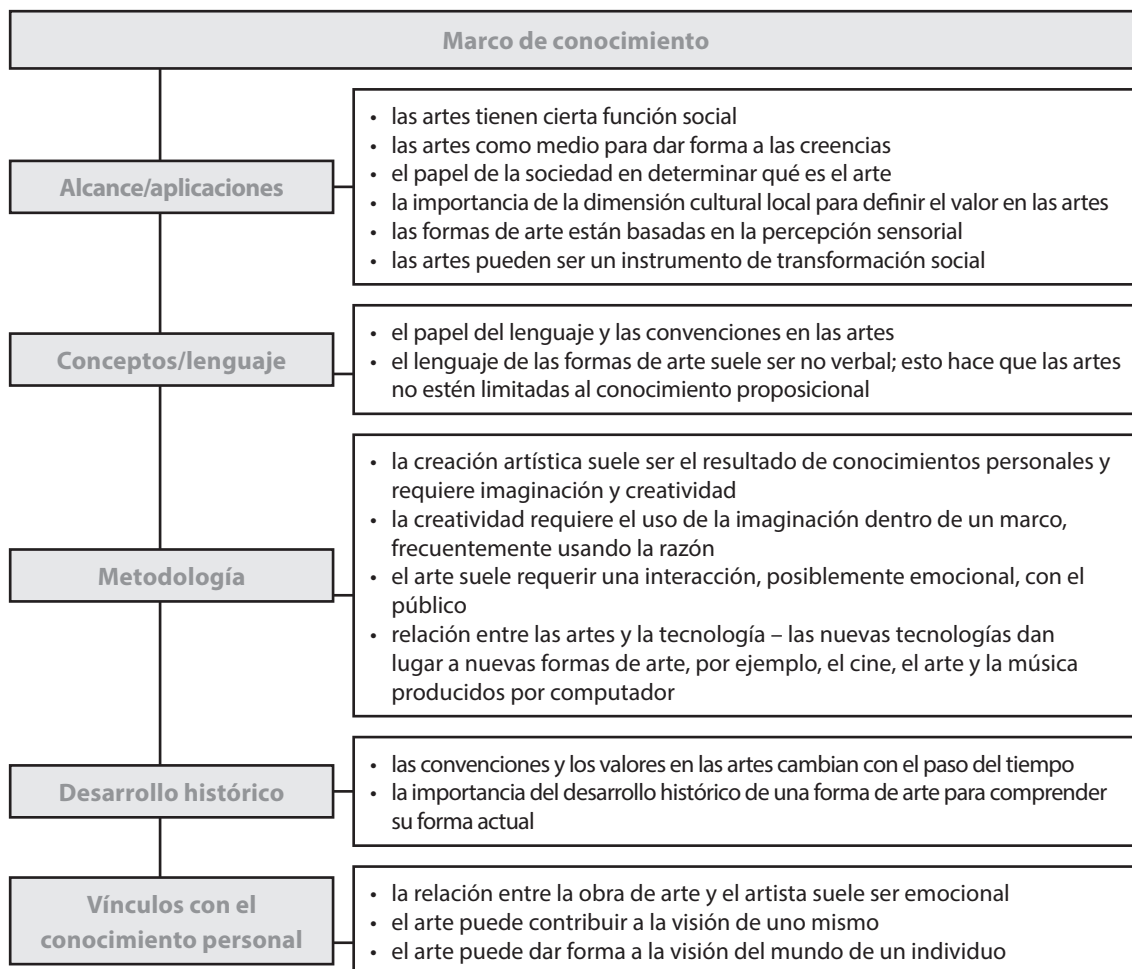 Marco de conocimiento
Alcance/aplicaciones
• las artes tienen cierta función social
• las artes como medio para dar forma a las creencias
• el papel de la sociedad en determinar qué es el arte
• la importancia de la dimensión cultural local para definir el valor en las artes
• las formas de arte están basadas en la percepción sensorial
• las artes pueden ser un instrumento de transformación social
Conceptos/lenguaje
• el papel del lenguaje y las convenciones en las artes
• el lenguaje de las formas de arte suele ser no verbal; esto hace que las artes
no estén limitadas al conocimiento proposicional
Metodología
• la creación artística suele ser el resultado de conocimientos personales y
requiere imaginación y creatividad
• la creatividad requiere el uso de la imaginación dentro de un marco,
frecuentemente usando la razón
• el arte suele requerir una interacción, posiblemente emocional, con el
público
• relación entre las artes y la tecnología – las nuevas tecnologías dan
lugar a nuevas formas de arte, por ejemplo, el cine, el arte y la música
producidos por computador
Desarrollo histórico
• las convenciones y los valores en las artes cambian con el paso del tiempo
• la importancia del desarrollo histórico de una forma de arte para comprender
su forma actual
Vínculos con el
conocimiento personal
• la relación entre la obra de arte y el artista suele ser emocional
• el arte puede contribuir a la visión de uno mismo
• el arte puede dar forma a la visión del mundo de un individuo